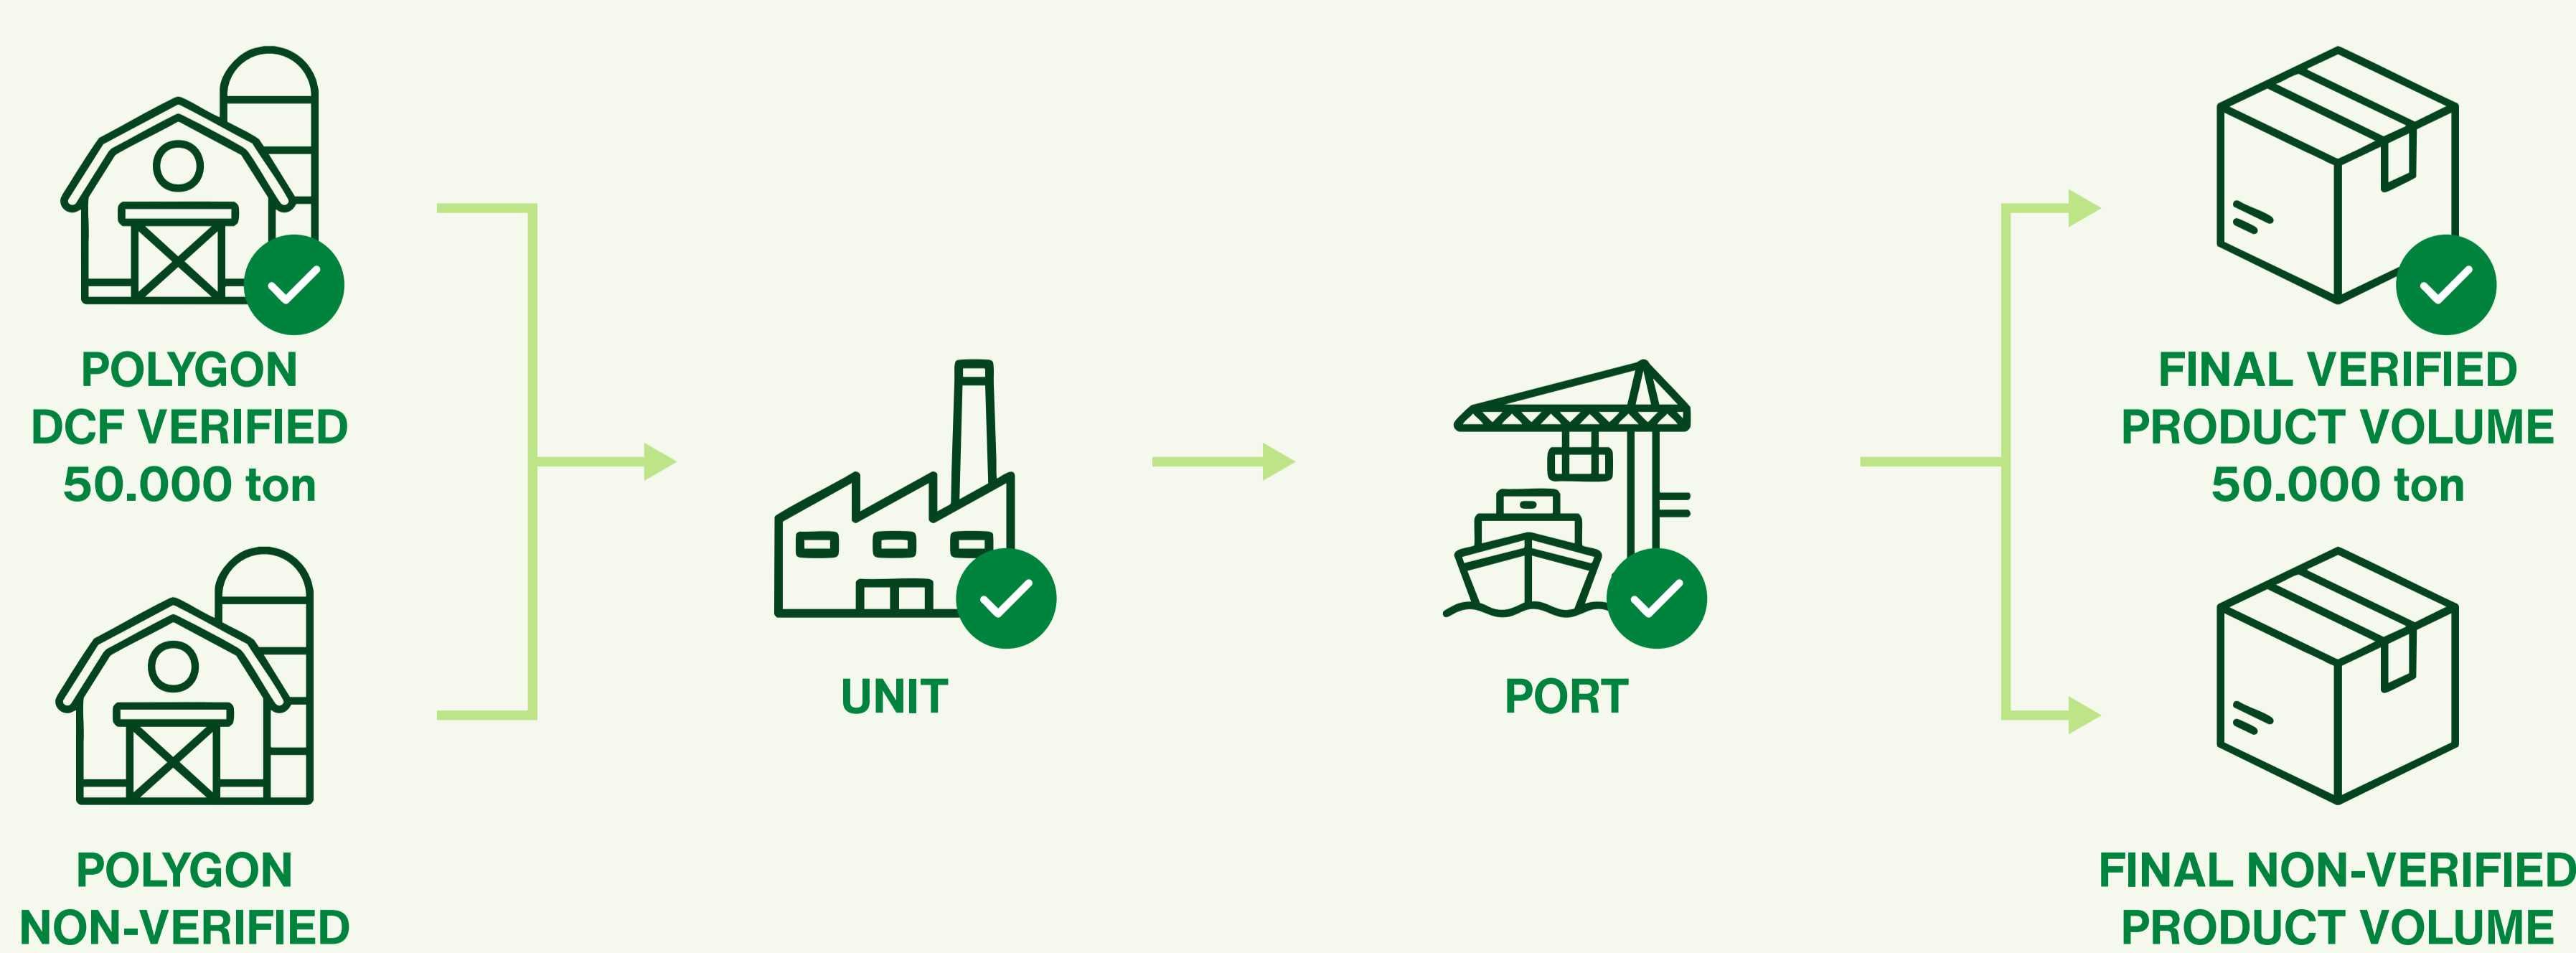 POLYGON
DCF VERIFIED
50.000 ton
POLYGON
NON-VERIFIED
UNIT
PORT
FINAL VERIFIED
PRODUCT VOLUME
50.000 ton
FINAL NON-VERIFIED
PRODUCT VOLUME